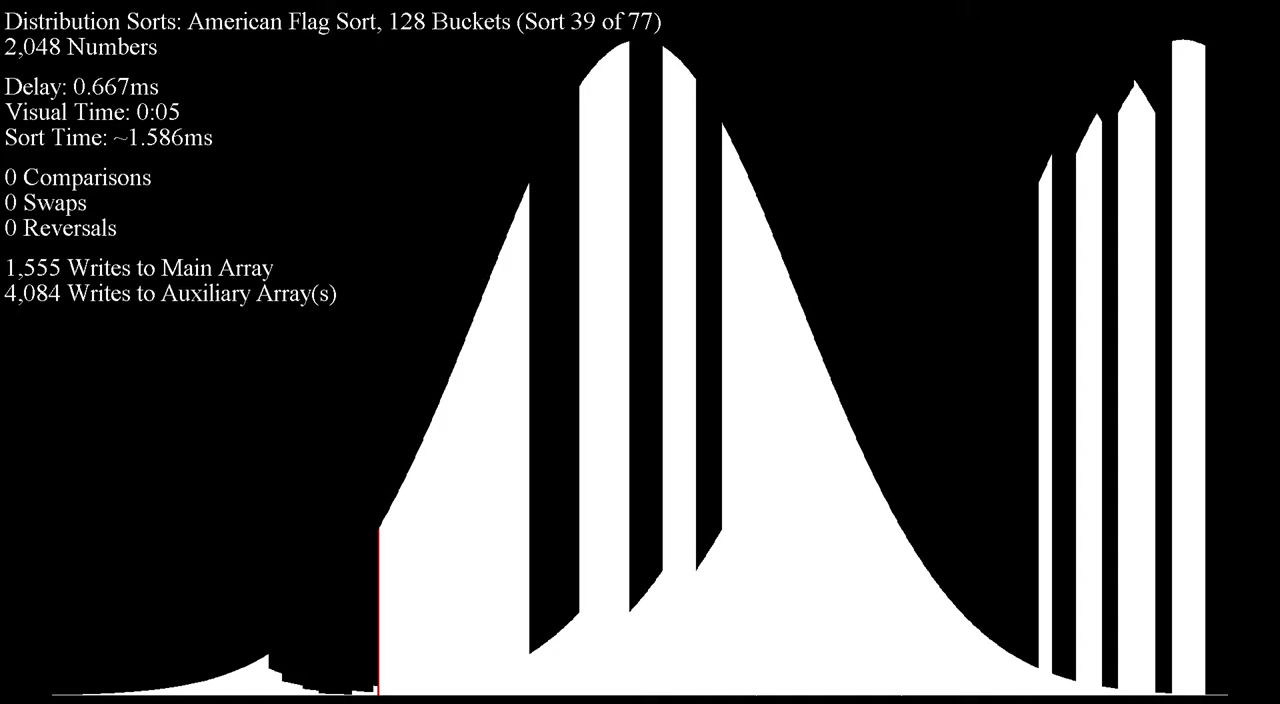 Distribution Sorts: American Flag Sort, 128 Buckets (Sort 39 of 77)
2,048 Numbers
Delay: 0.667ms
Visual Time: 0:05
Sort Time: ~1.586ms
0 Comparisons
0 Swaps
0 Reversals
1,555 Writes to Main Array
4,084 Writes to Auxiliary Array(s)